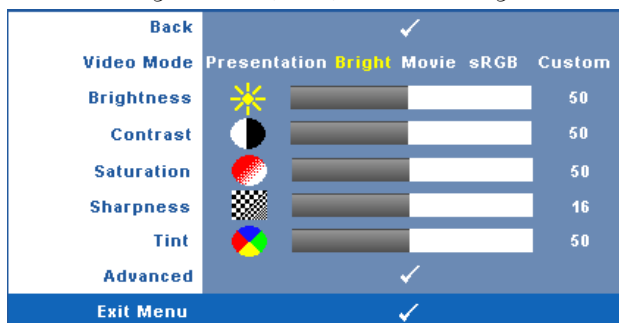 Back
Video Mode Presentation Bright Movie sRGB Custom
Brightness 50
Contrast 50
Saturation 50
Sharpness 16
Tint 50
Advanced
Exit Menu